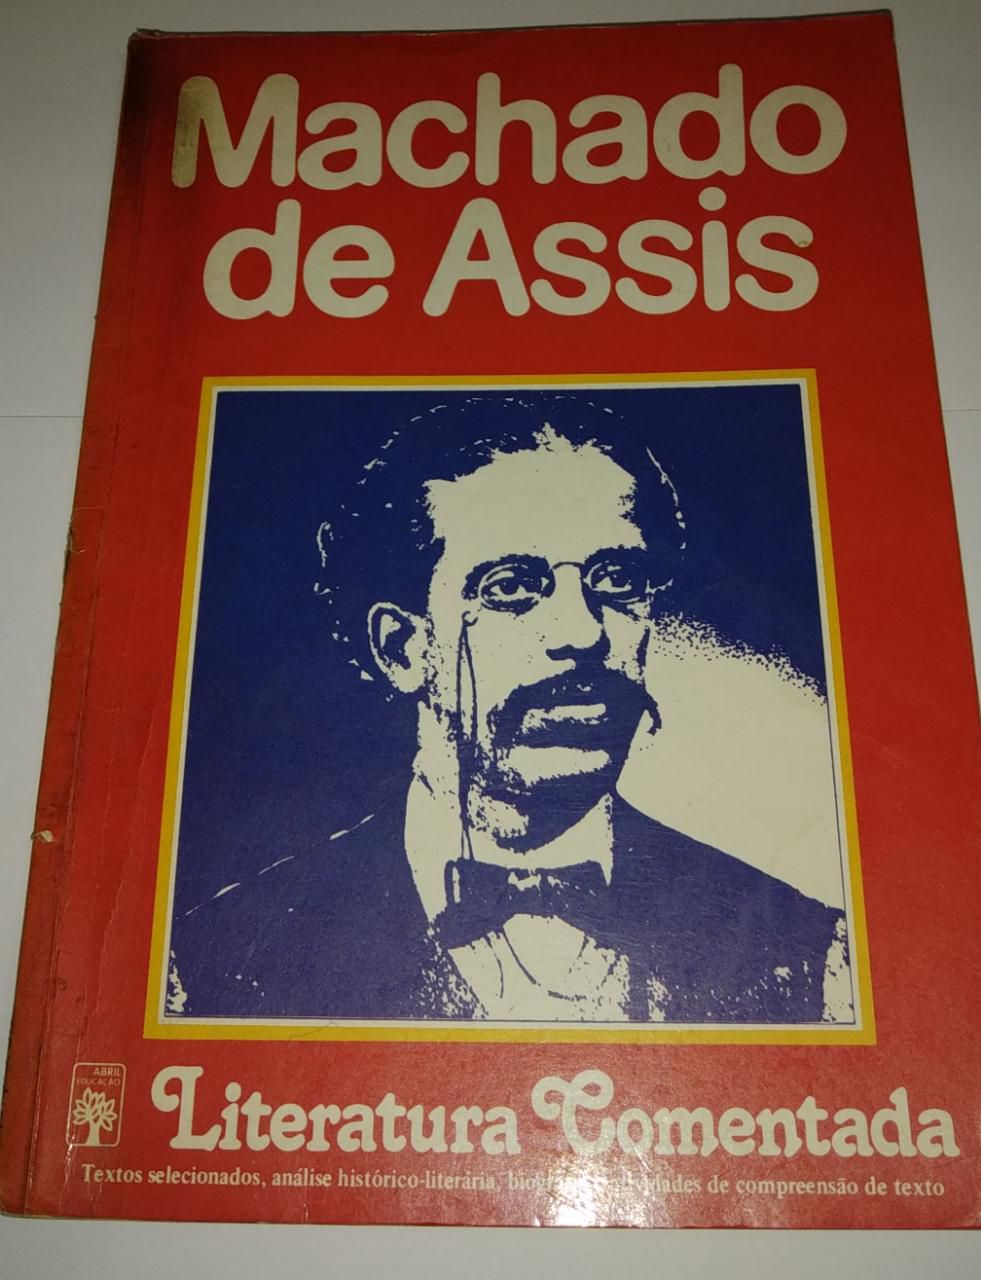 Machado
de Assis
ABRIL
EDUCAÇÃO
Literatura Comentada
Textos selecionados, análise histórico-literária, de compreensão de texto